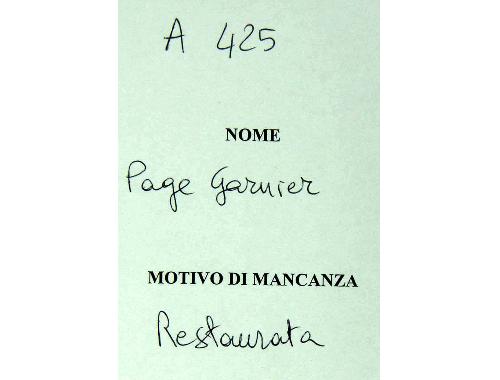 A 425
NOME
Page Garnier
MOTIVO DI MANCANZA
Restaurata